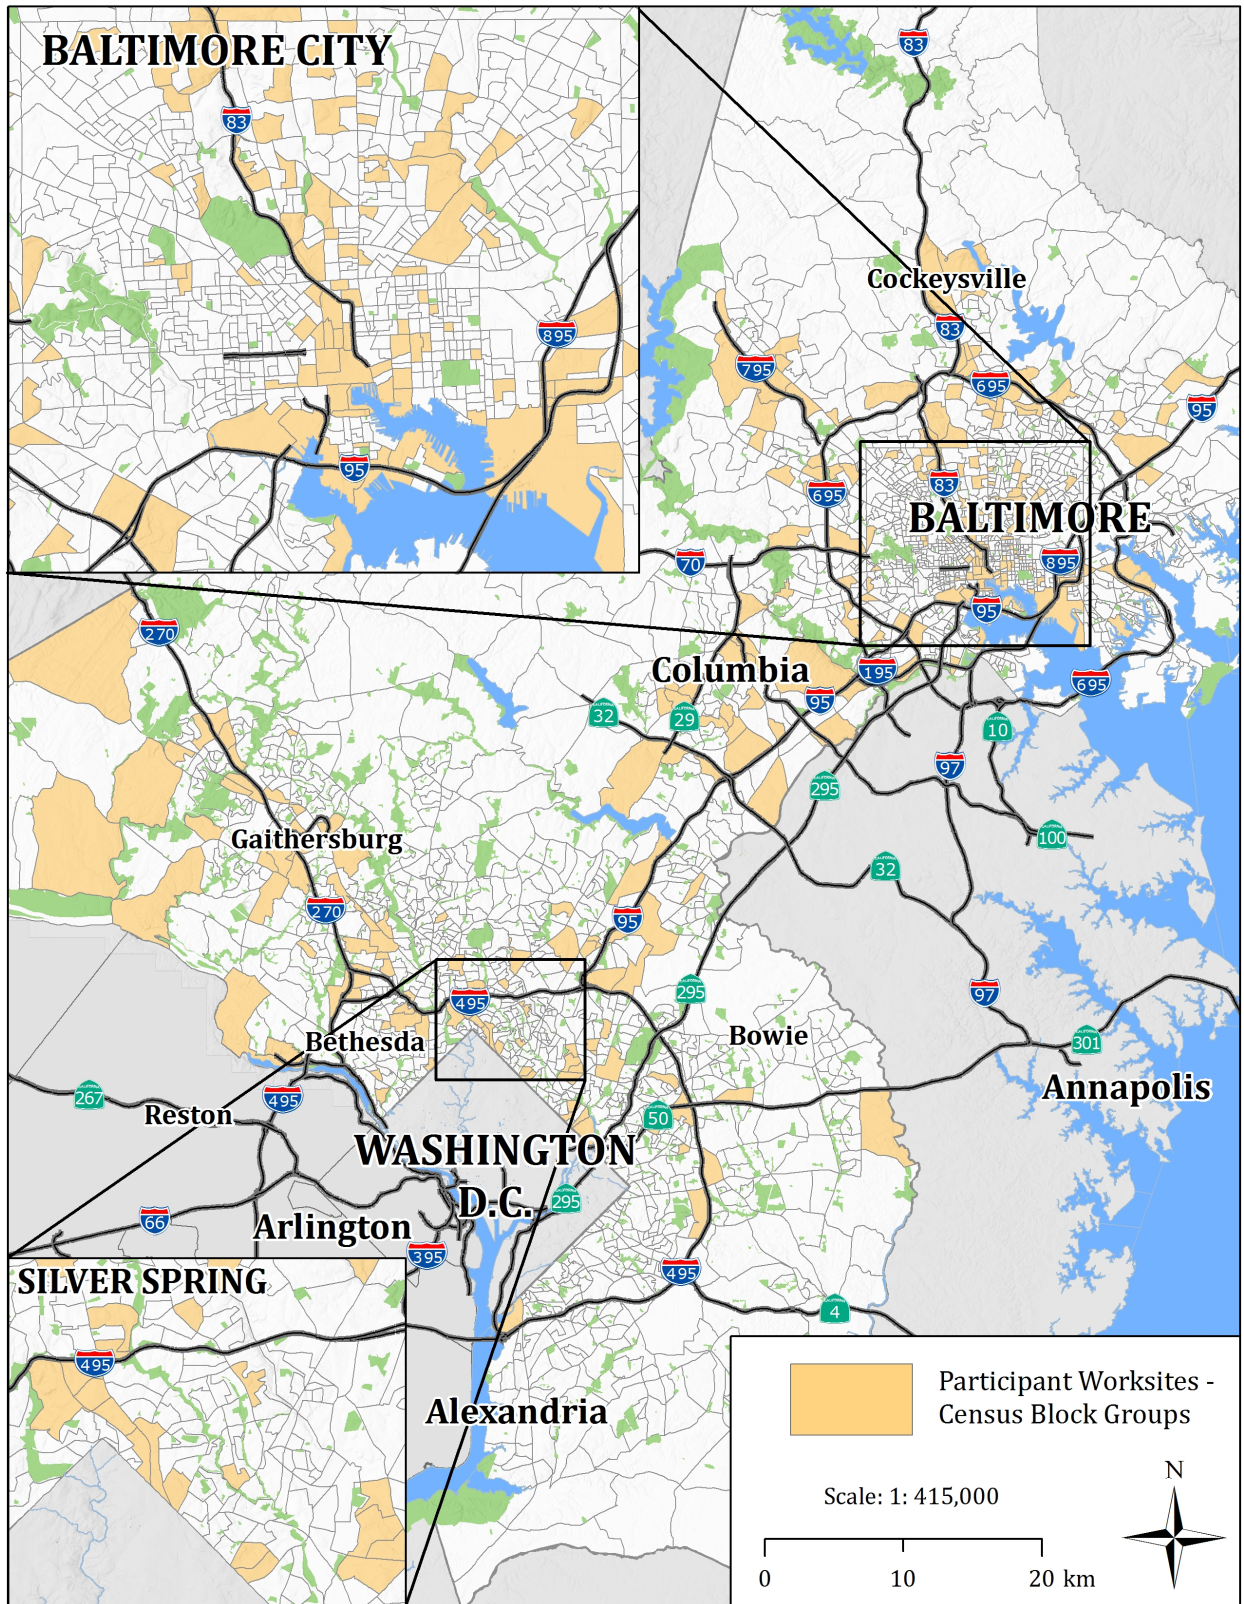 BALTIMORE CITY
83
83
895
95
Cockeysville
83
795
695
95
83
695
BALTIMORE
70
895
95
270
Columbia
195
95
695
32
29
10
97
295
Gaithersburg
100
32
270
95
495
295
97
Bethesda
Bowie
301
267
495
Reston
50
Annapolis
WASHINGTON
D.C.
295
66
Arlington
395
SILVER SPRING
495
4
495
Alexandria
Participant Worksites -
Census Block Groups
N
Scale: 1: 415,000
0 10 20 km